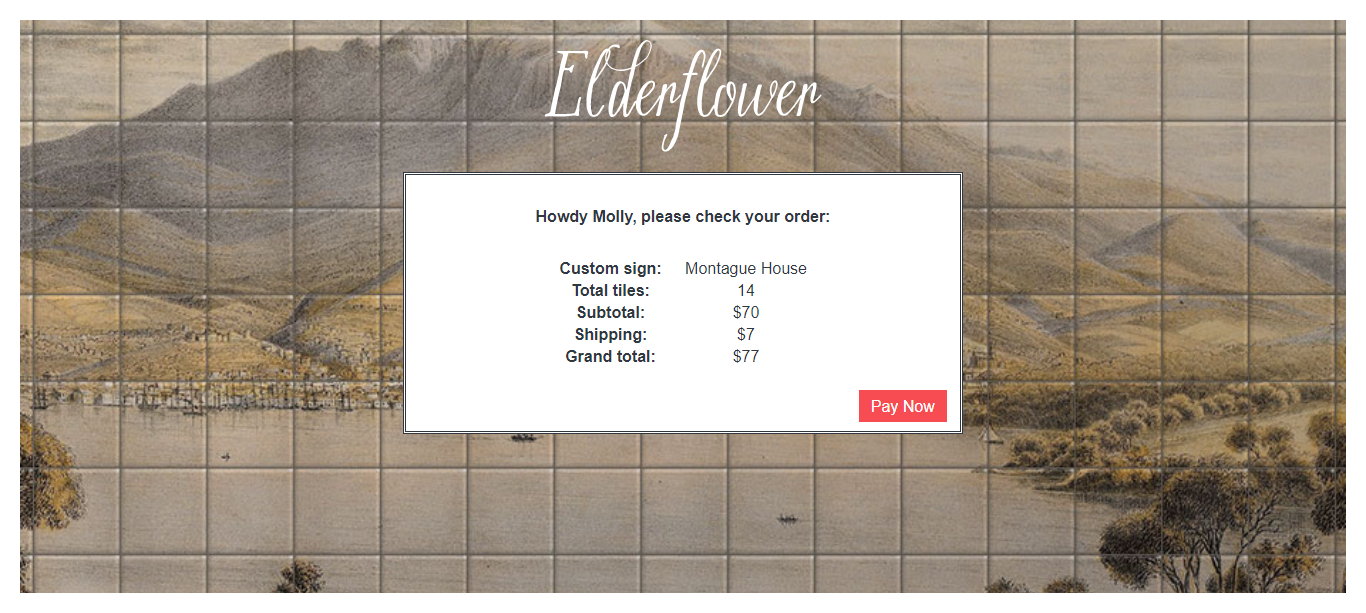 Elderflower
Howdy Molly, please check your order:
Custom sign: Montague House
Total tiles: 14
Subtotal: $70
Shipping: $7
Grand total: $77
Pay Now